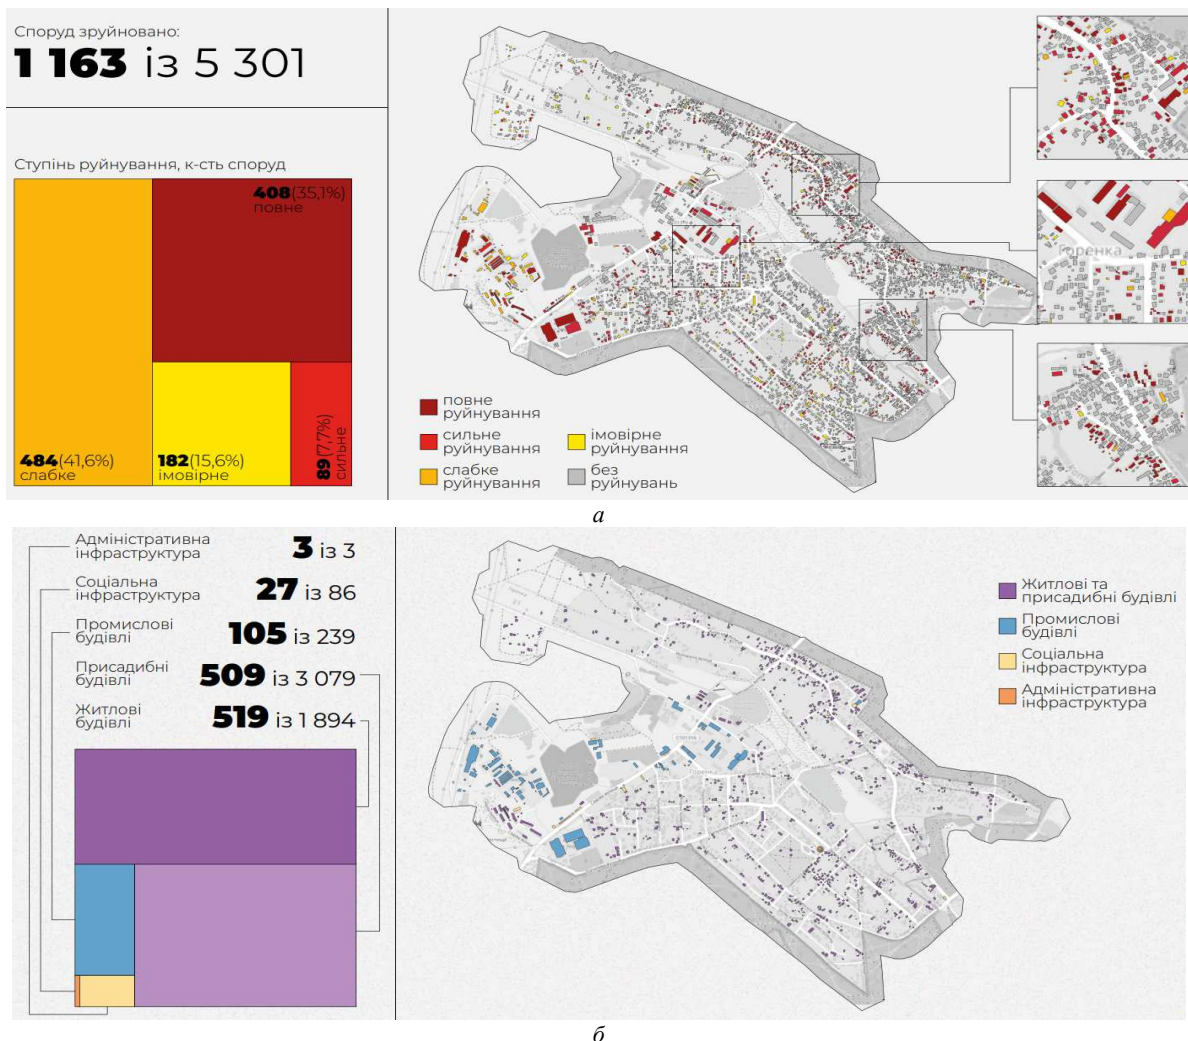 Споруд зруйновано:
1 163 із 5 301
Ступінь руйнування, к-сть споруд
408(35,1%)
повне
484(41,6%)
слабке
182(15,6%)
імовірне
89(7,7%)
сильне
повне
руйнування
сильне
руйнування
слабке
руйнування
імовірне
руйнування
без
руйнувань
Горенка
а
Адміністративна
інфраструктура
3 із 3
Соціальна
інфраструктура
27 із 86
Промислові
будівлі
105 із 239
Присадибні
будівлі
509 із 3 079
Житлові
будівлі
519 із 1 894
Житлові та
присадибні будівлі
Промислові
будівлі
Соціальна
інфраструктура
Адміністративна
інфраструктура
б